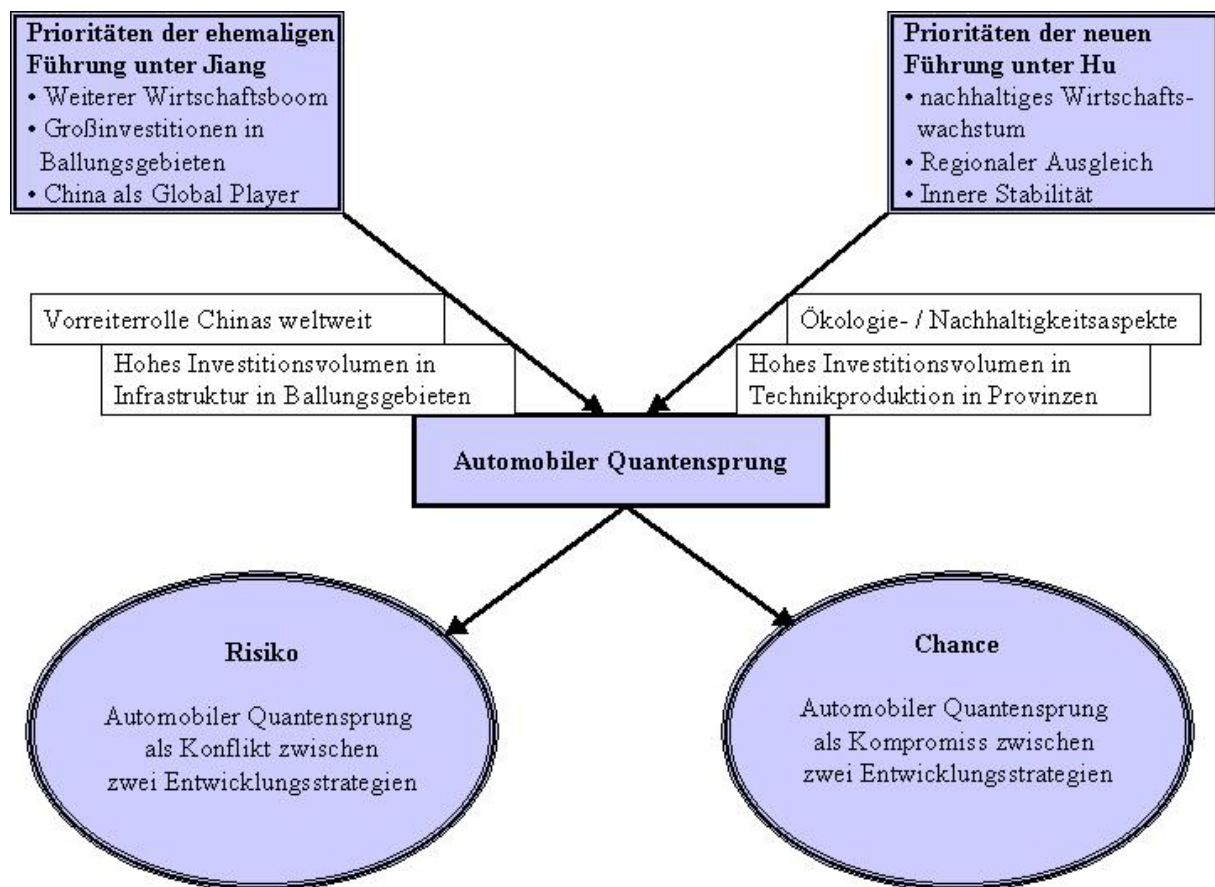 Prioritäten der ehemaligen
Führung unter Jiang
• Weiterer Wirtschaftsboom
• Großinvestitionen in
Ballungsgebieten
• China als Global Player
Prioritäten der neuen
Führung unter Hu
• nachhaltiges Wirtschafts-
wachstum
• Regionaler Ausgleich
• Innere Stabilität
Vorreiterrolle Chinas weltweit
Hohes Investitionsvolumen in
Infrastruktur in Ballungsgebieten
Ökologie- / Nachhaltigkeitsaspekte
Hohes Investitionsvolumen in
Technikproduktion in Provinzen
Automobiler Quantensprung
Risiko
Automobiler Quantensprung
als Konflikt zwischen
zwei Entwicklungsstrategien
Chance
Automobiler Quantensprung
als Kompromiss zwischen
zwei Entwicklungsstrategien